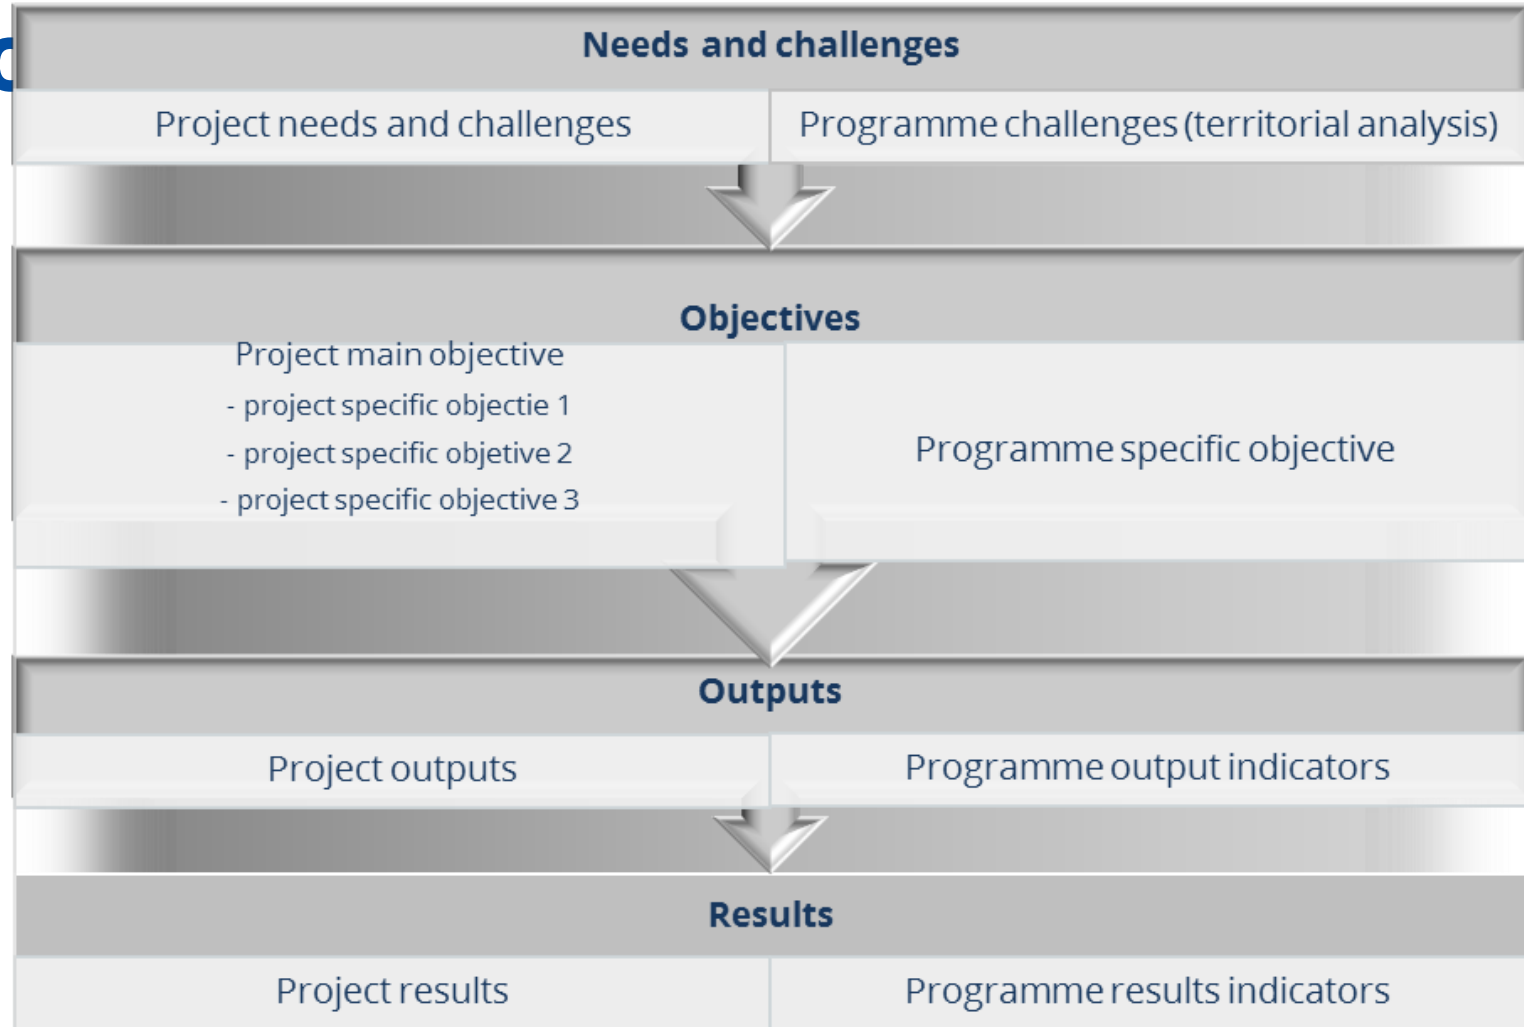 Needs and challenges
Project needs and challenges
Programme challenges (territorial analysis)
Objectives
Project main objective
- project specific objectie 1
- project specific objetive 2
- project specific objective 3
Programme specific objective
Outputs
Project outputs
Programme output indicators
Results
Project results
Programme results indicators